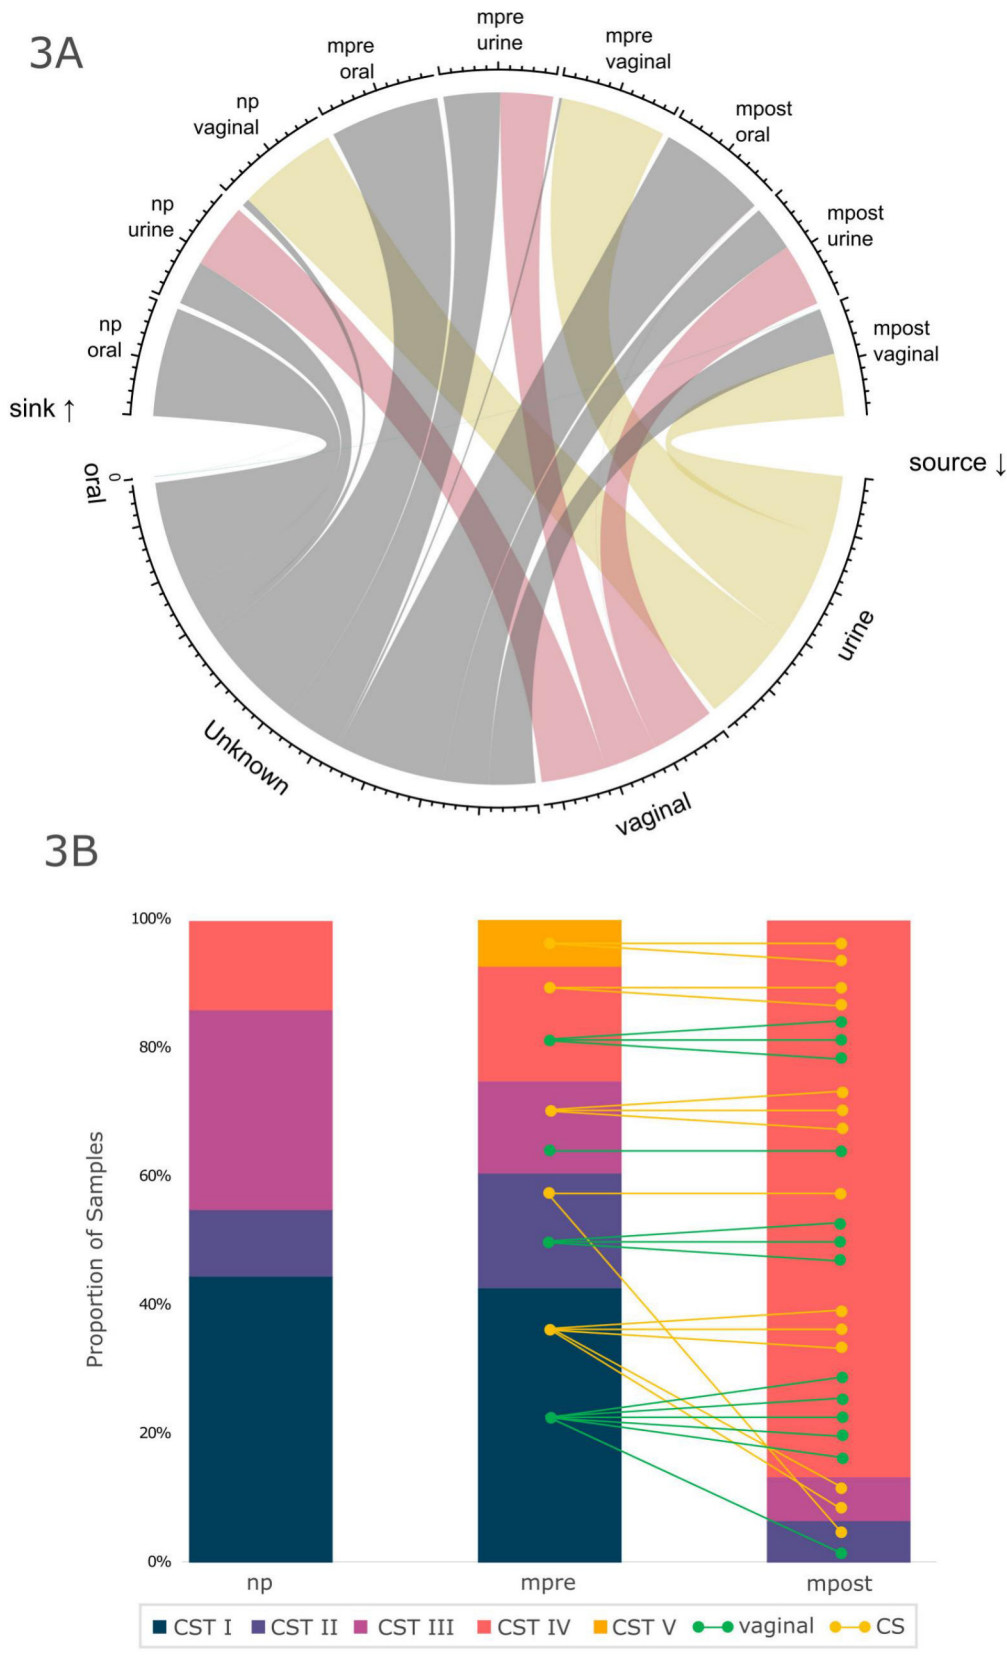 3A
mpre
urine
mpre
vaginal
mpre
oral
np
vaginal
mpost
oral
np
urine
mpost
urine
np
oral
mpost
vaginal
sink ↑
source ↓
oral
0
urine
Unknown
vaginal
3B
100%
80%
60%
40%
20%
0%
Proportion of Samples
np
mpre
mpost
CST I
CST II
CST III
CST IV
CST V
vaginal
CS